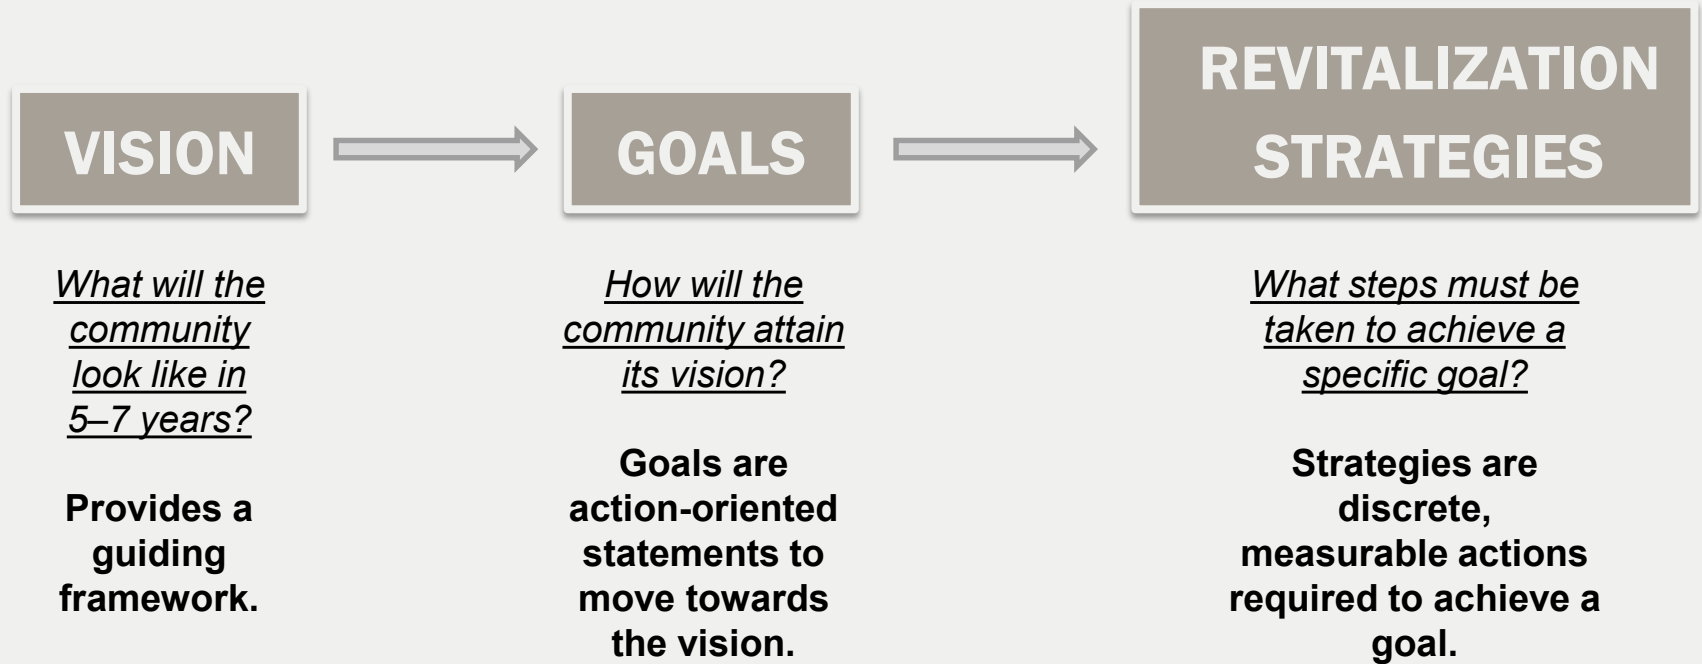 VISION
GOALS
REVITALIZATION
STRATEGIES
What will the
community
look like in
5–7 years?
Provides a
guiding
framework.
How will the
community attain
its vision?
Goals are
action-oriented
statements to
move towards
the vision.
What steps must be
taken to achieve a
specific goal?
Strategies are
discrete,
measurable actions
required to achieve a
goal.